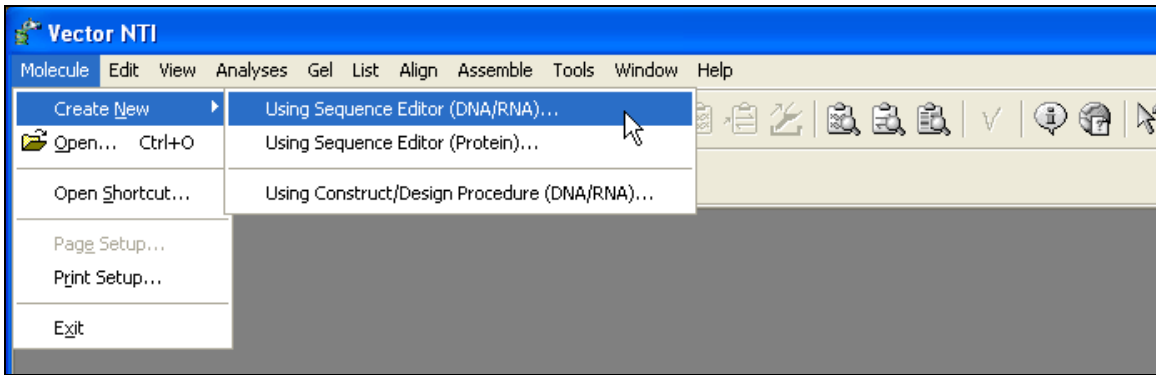 Vector NTI
Molecule Edit View Analyses Gel List Align Assemble Tools Window Help
Create New
Open... Ctrl+O
Open Shortcut...
Page Setup...
Print Setup...
Exit
Using Sequence Editor (DNA/RNA)...
Using Sequence Editor (Protein)...
Using Construct/Design Procedure (DNA/RNA)...